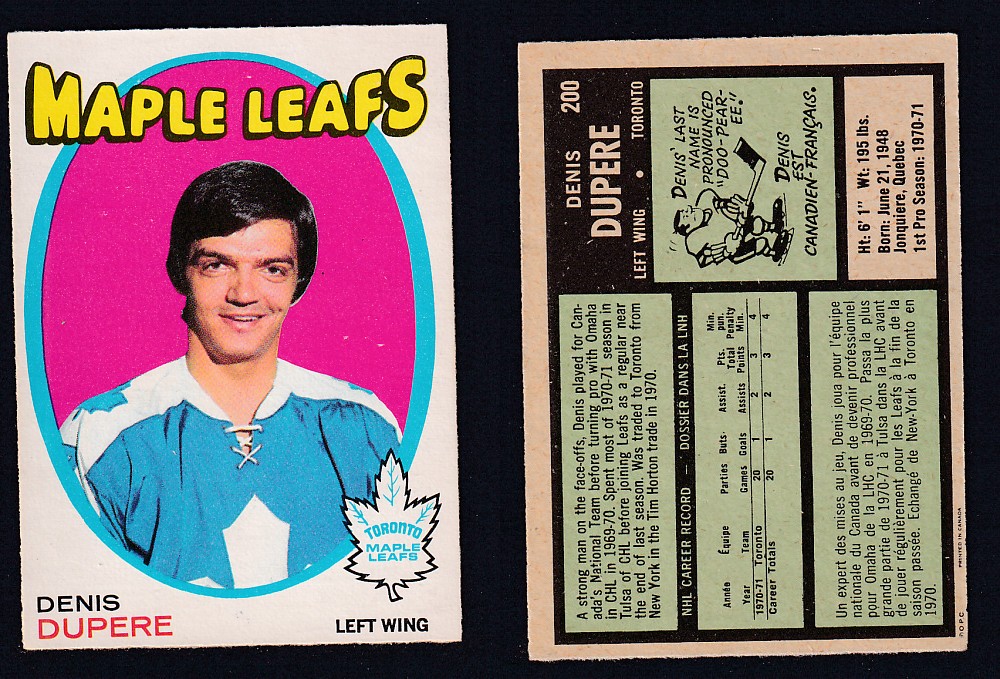 MAPLE LEAFS
TORONTO
MAPLE
LEAFS
DENIS
DUPERE
LEFT WING
200
DENIS
DUPERE
LEFT WING • TORONTO
"DENIS' LAST
NAME IS
PRONOUNCED
"DOO-PEAR-
EE."
DENIS
EST
CANADIEN-FRANÇAIS.
Ht: 6' 1" Wt: 195 lbs.
Born: June 21, 1948
Jonquiere, Quebec
1st Pro Season: 1970-71
A strong man on the face-offs, Denis played for Can-
ada's National Team before turning pro with Omaha
in CHL in 1969-70. Spent most of 1970-71 season in
Tulsa of CHL before joining Leafs as a regular near
the end of last season. Was traded to Toronto from
New York in the Tim Horton trade in 1970.
NHL CAREER RECORD — DOSSIER DANS LA LNH
Année Équipe Parties Buts Assist. Pts. Total Min. pun.
Year Team Games Goals Assists Points Penalty Min.
1970-71 Toronto 20 1 2 3 4
Career Totals 20 1 2 3 4
Un expert des mises au jeu, Denis joua pour l'équipe
nationale du Canada avant de devenir professionnel
pour Omaha de la LHC en 1969-70. Passa la plus
grande partie de 1970-71 à Tulsa dans la LHC avant
de jouer régulièrement pour les Leafs à la fin de la
saison passée. Echangé de New-York à Toronto en
1970.
© O.P.C. PRINTED IN CANADA